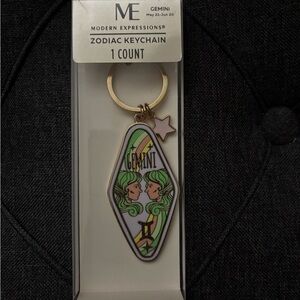 ME
GEMINI
May 21-Jun 20
MODERN EXPRESSIONS®
ZODIAC KEYCHAIN
1 COUNT
GEMINI